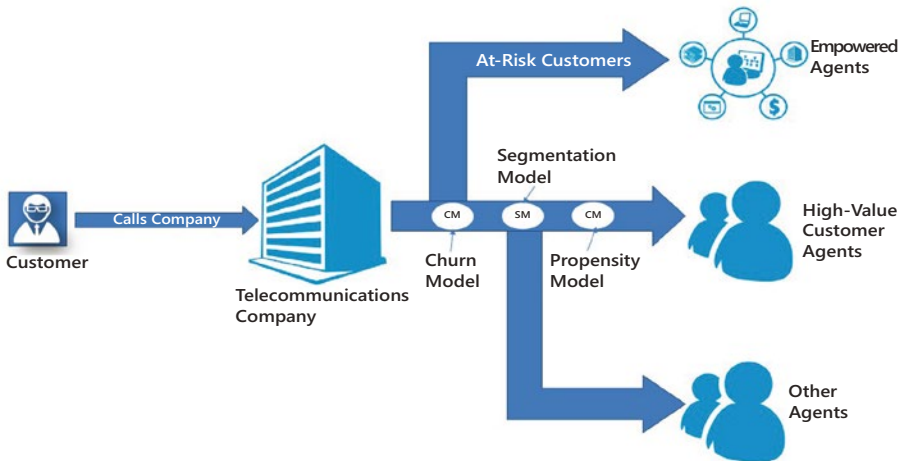 At-Risk Customers
Empowered
Agents
Segmentation
Model
Calls Company
CM
SM
CM
High-Value
Customer
Agents
Customer
Churn
Model
Propensity
Model
Telecommunications
Company
Other
Agents